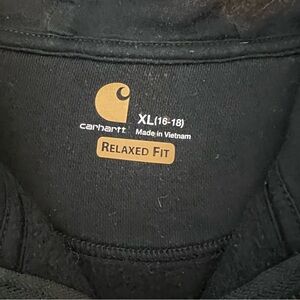 XL(16-18)
carhartt Made in Vietnam
RELAXED FIT